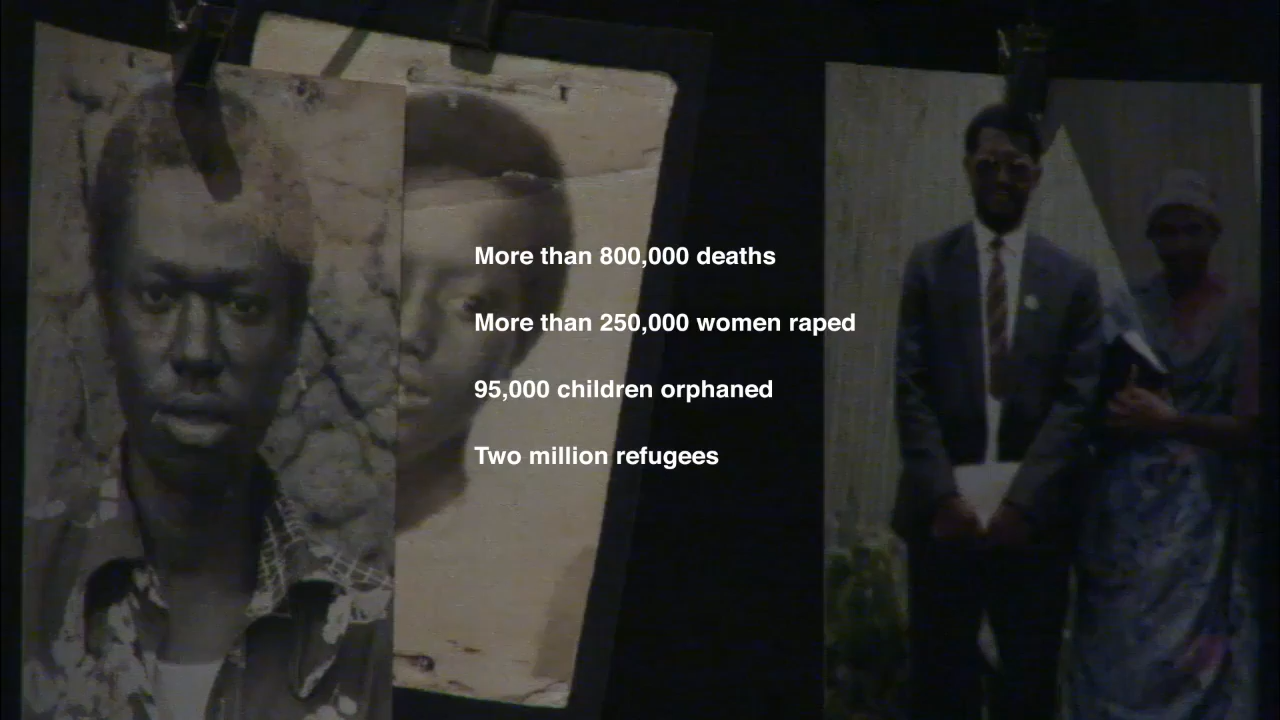 More than 800,000 deaths
More than 250,000 women raped
95,000 children orphaned
Two million refugees